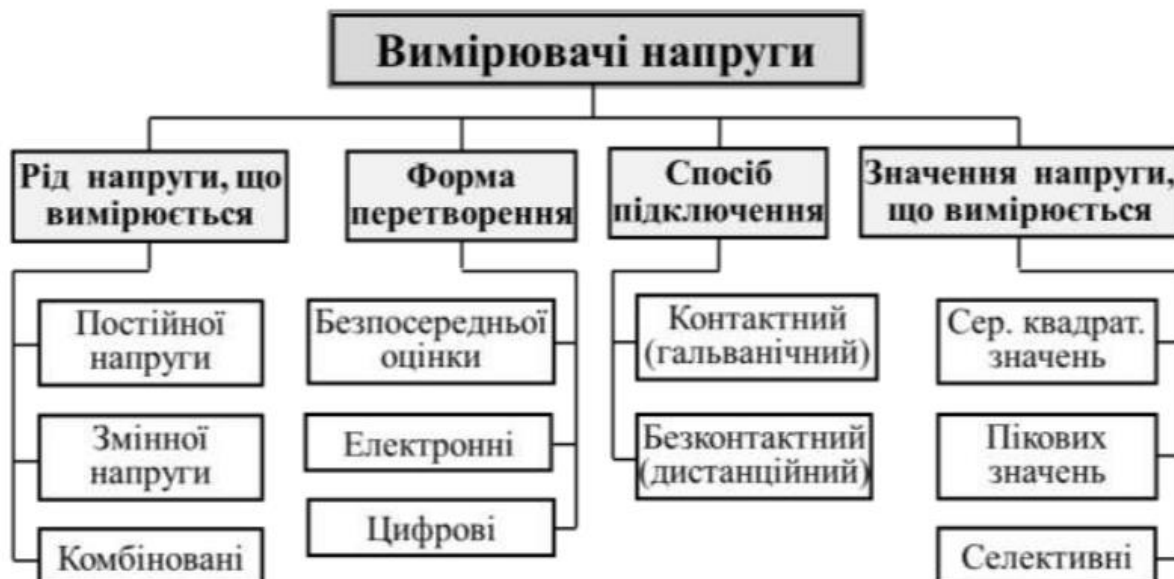 Вимірювачі напруги
Рід напруги, що
вимірюється
Постійної
напруги
Змінної
напруги
Комбіновані
Форма
перетворення
Безпосередньої
оцінки
Електронні
Цифрові
Спосіб
підключення
Контактний
(гальванічний)
Безконтактний
(дистанційний)
Значення напруги,
що вимірюється
Сер. квадрат.
значень
Пікових
значень
Селективні